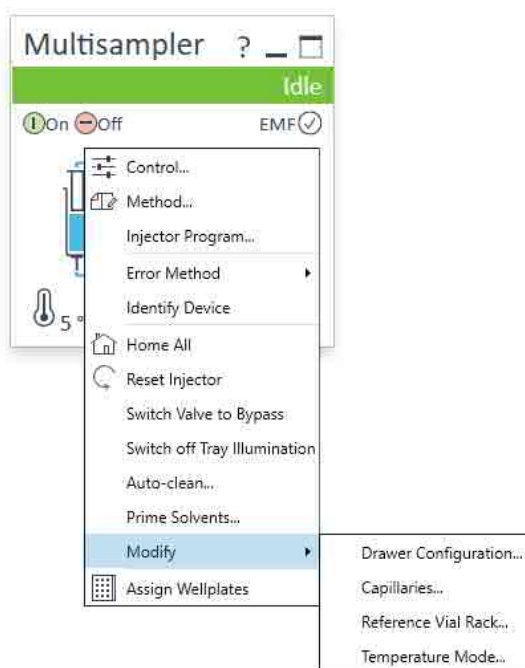 Multisampler ?
Idle
On Off EMF
Control...
Method...
Injector Program...
Error Method
Identify Device
5 °
Home All
Reset Injector
Switch Valve to Bypass
Switch off Tray Illumination
Auto-clean...
Prime Solvents...
Modify
Drawer Configuration...
Assign Wellplates
Capillaries...
Reference Vial Rack...
Temperature Mode...